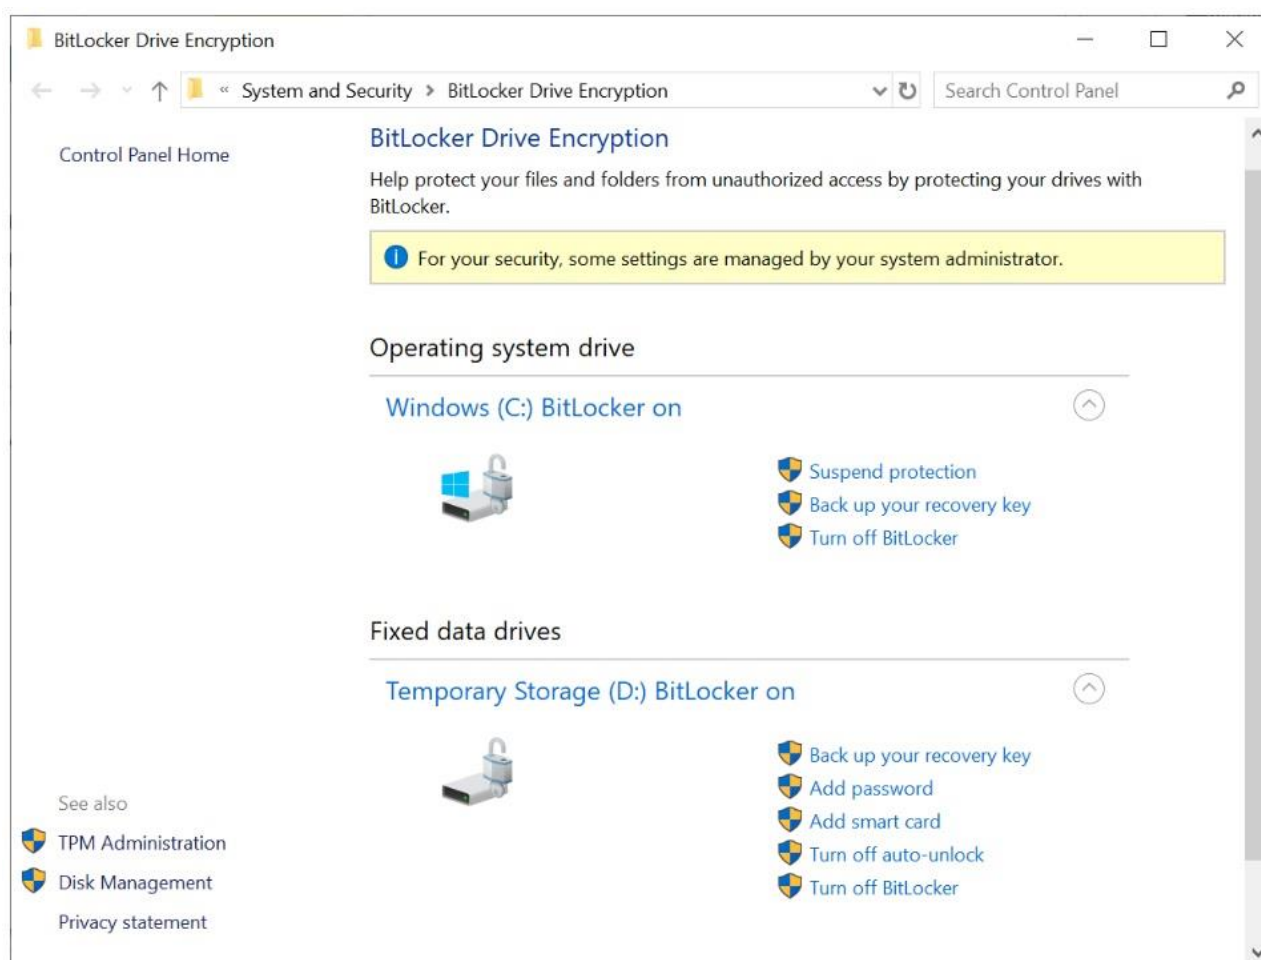 BitLocker Drive Encryption
« System and Security > BitLocker Drive Encryption
Search Control Panel
Control Panel Home
BitLocker Drive Encryption
Help protect your files and folders from unauthorized access by protecting your drives with
BitLocker.
For your security, some settings are managed by your system administrator.
Operating system drive
Windows (C:) BitLocker on
Suspend protection
Back up your recovery key
Turn off BitLocker
Fixed data drives
Temporary Storage (D:) BitLocker on
Back up your recovery key
Add password
Add smart card
Turn off auto-unlock
Turn off BitLocker
See also
TPM Administration
Disk Management
Privacy statement